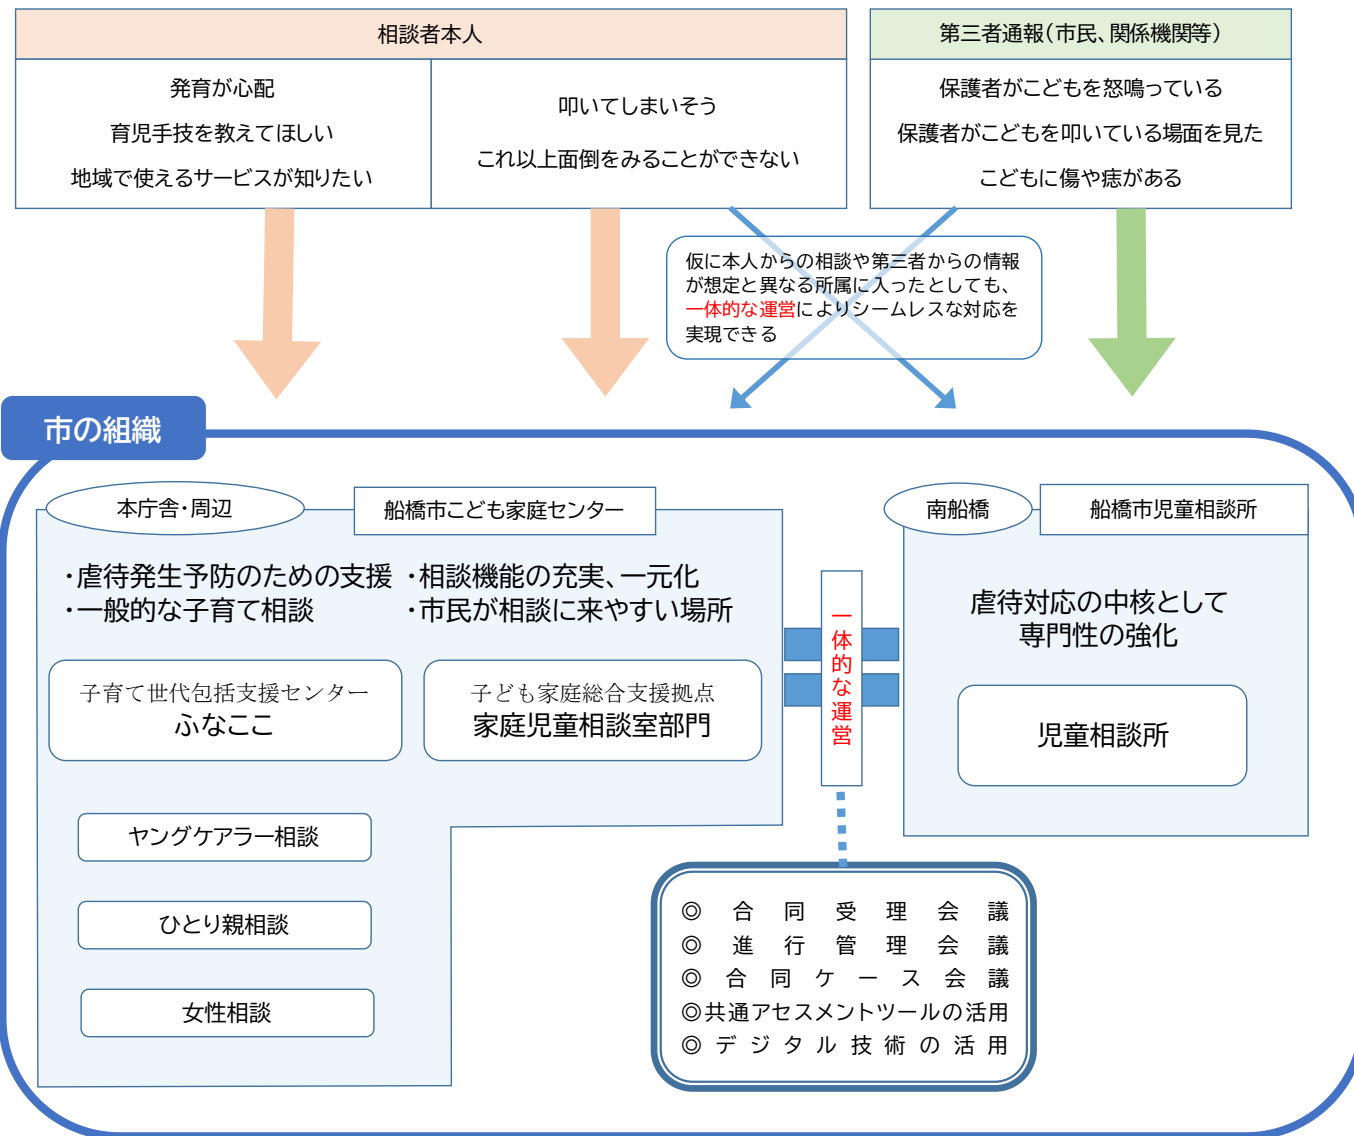 相談者本人
発育が心配
育児手技を教えてほしい
地域で使えるサービスが知りたい
叩いてしまいそう
これ以上面倒をみることができない
第三者通報(市民、関係機関等)
保護者がこどもを怒鳴っている
保護者がこどもを叩いている場面を見た
こどもに傷や痣がある
仮に本人からの相談や第三者からの情報
が想定と異なる所属に入ったとしても、
一体的な運営によりシームレスな対応を
実現できる
市の組織
本庁舎・周辺
船橋市こども家庭センター
・虐待発生予防のための支援
・一般的な子育て相談
・相談機能の充実、一元化
・市民が相談に来やすい場所
子育て世代包括支援センター
ふなここ
子ども家庭総合支援拠点
家庭児童相談室部門
ヤングケアラー相談
ひとり親相談
女性相談
一体的な運営
南船橋
船橋市児童相談所
虐待対応の中核として
専門性の強化
児童相談所
◎合同受理会議
◎進行管理会議
◎合同ケース会議
◎共通アセスメントツールの活用
◎デジタル技術の活用